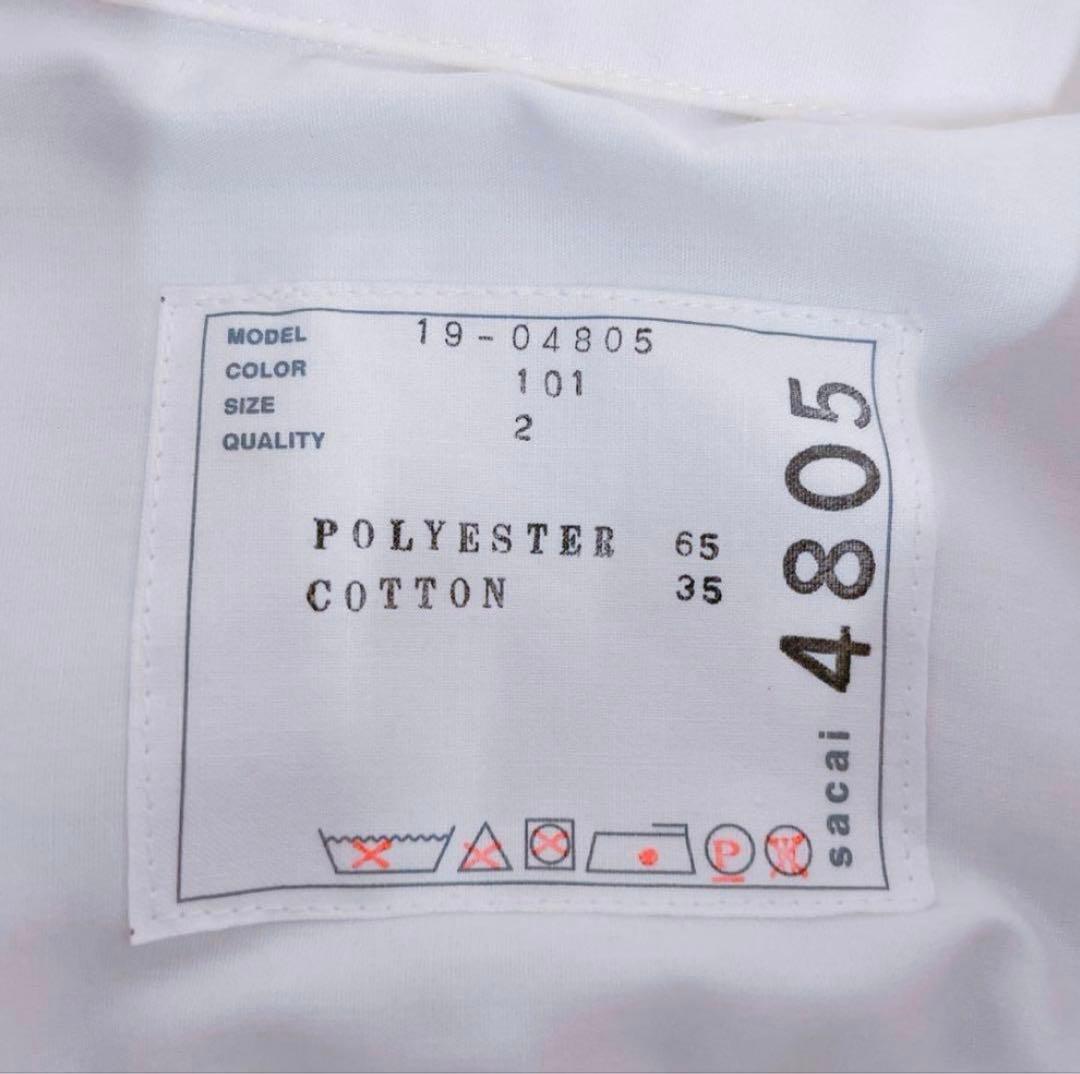 MODEL 19-04805
COLOR 101
SIZE 2
QUALITY
POLYESTER 65
COTTON 35
P
W
sacai 4805